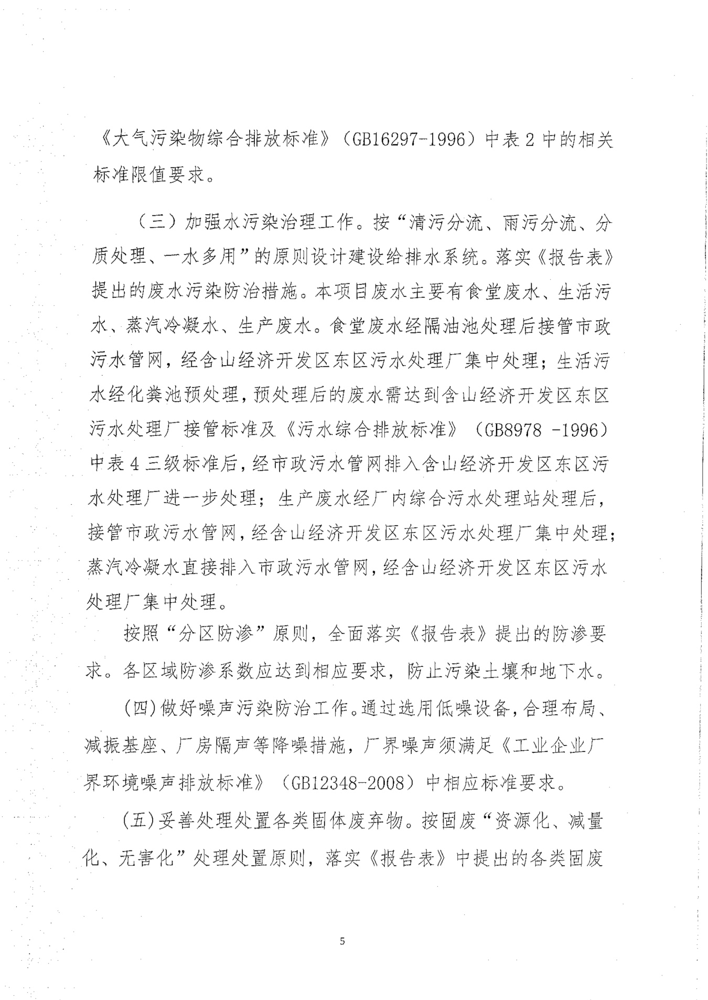 《大气污染物综合排放标准》（GB16297-1996）中表 2 中的相关
标准限值要求。
（三）加强水污染治理工作。按“清污分流、雨污分流、分
质处理、一水多用”的原则设计建设给排水系统。落实《报告表》
提出的废水污染防治措施。本项目废水主要有食堂废水、生活污
水、蒸汽冷凝水、生产废水。食堂废水经隔油池处理后接管市政
污水管网，经含山经济开发区东区污水处理厂集中处理；生活污
水经化粪池预处理，预处理后的废水需达到含山经济开发区东区
污水处理厂接管标准及《污水综合排放标准》（GB8978 -1996）
中表 4 三级标准后，经市政污水管网排入含山经济开发区东区污
水处理厂进一步处理；生产废水经厂内综合污水处理站处理后，
接管市政污水管网，经含山经济开发区东区污水处理厂集中处理；
蒸汽冷凝水直接排入市政污水管网，经含山经济开发区东区污水
处理厂集中处理。
按照“分区防渗”原则，全面落实《报告表》提出的防渗要
求。各区域防渗系数应达到相应要求，防止污染土壤和地下水。
(四)做好噪声污染防治工作。通过选用低噪设备，合理布局、
减振基座、厂房隔声等降噪措施，厂界噪声须满足《工业企业厂
界环境噪声排放标准》（GB12348-2008）中相应标准要求。
(五)妥善处理处置各类固体废弃物。按固废“资源化、减量
化、无害化”处理处置原则，落实《报告表》中提出的各类固废
5